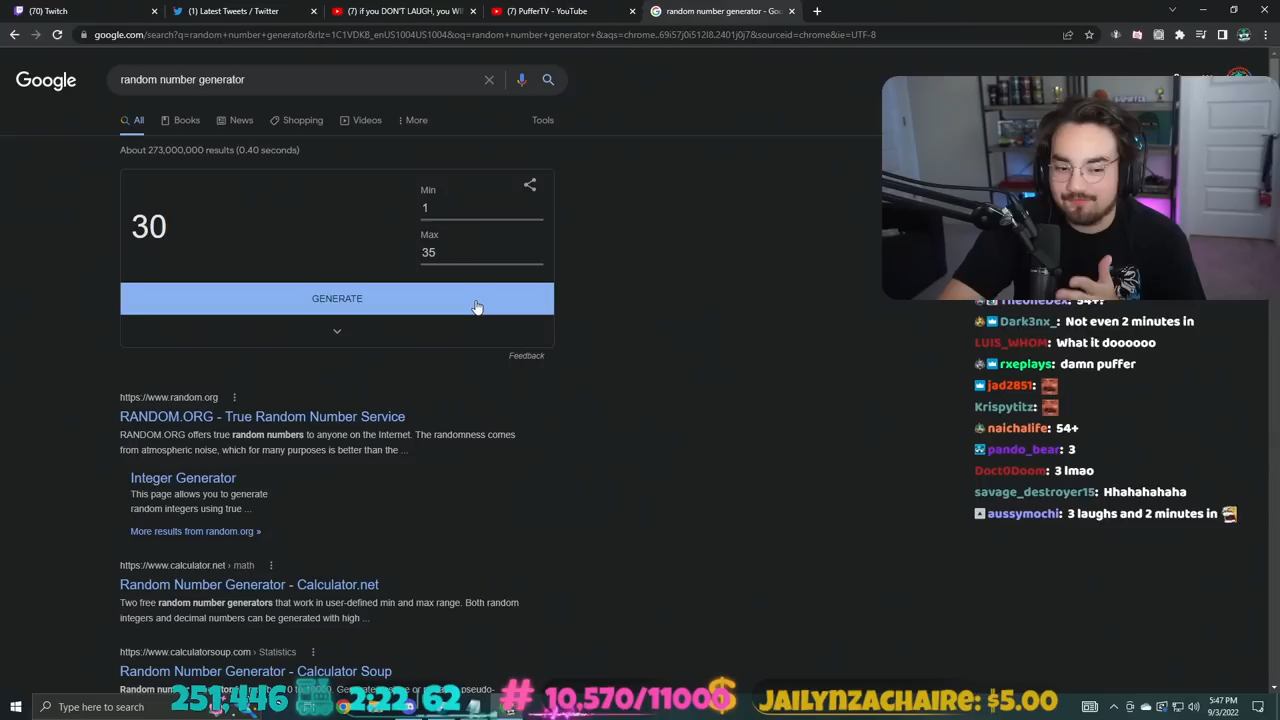 (70) Twitch
(1) Latest Tweets / Twitter
(7) if you DON'T LAUGH, you WI
(7) PufferTV - YouTube
random number generator - Goo
google.com/search?q=random+number+generator&rlz=1C1VDKB_enUS1004US1004&oq=random+number+generator+&aqs=chrome..69i57j0i512l8.2401j0j7&sourceid=chrome&ie=UTF-8
Google
random number generator
All
Books
News
Shopping
Videos
More
Tools
About 273,000,000 results (0.40 seconds)
30
Min
1
Max
35
GENERATE
Feedback
https://www.random.org
RANDOM.ORG - True Random Number Service
RANDOM.ORG offers true random numbers to anyone on the Internet. The randomness comes
from atmospheric noise, which for many purposes is better than the ...
Integer Generator
This page allows you to generate
random integers using true ...
More results from random.org »
https://www.calculator.net › math
Random Number Generator - Calculator.net
Two free random number generators that work in user-defined min and max range. Both random
integers and decimal numbers can be generated with high ...
https://www.calculatorsoup.com › Statistics
Random Number Generator - Calculator Soup
TheOneDex: 54+!
Dark3nx_: Not even 2 minutes in
LUIS_WHOM: What it doooooo
rxeplays: damn puffer
jad2851:
Krispytitz:
naichalife: 54+
pando_bear: 3
Doct0Doom: 3 lmao
savage_destroyer15: Hhahahahaha
aussymochi: 3 laughs and 2 minutes in
251,446
2:22:62
# 10,570/11000
JAILYNZACHAIRE: $5.00
Type here to search
5:47 PM
9/3/2022